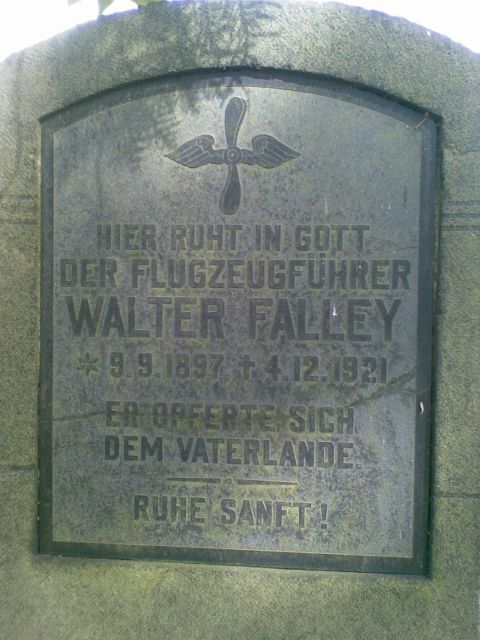 HIER RUHT IN GOTT
DER FLUGZEUGFÜHRER
WALTER FALLEY
* 9.9.1897 † 4.12.1921
ER OPFERTE SICH
DEM VATERLANDE
RUHE SANFT!